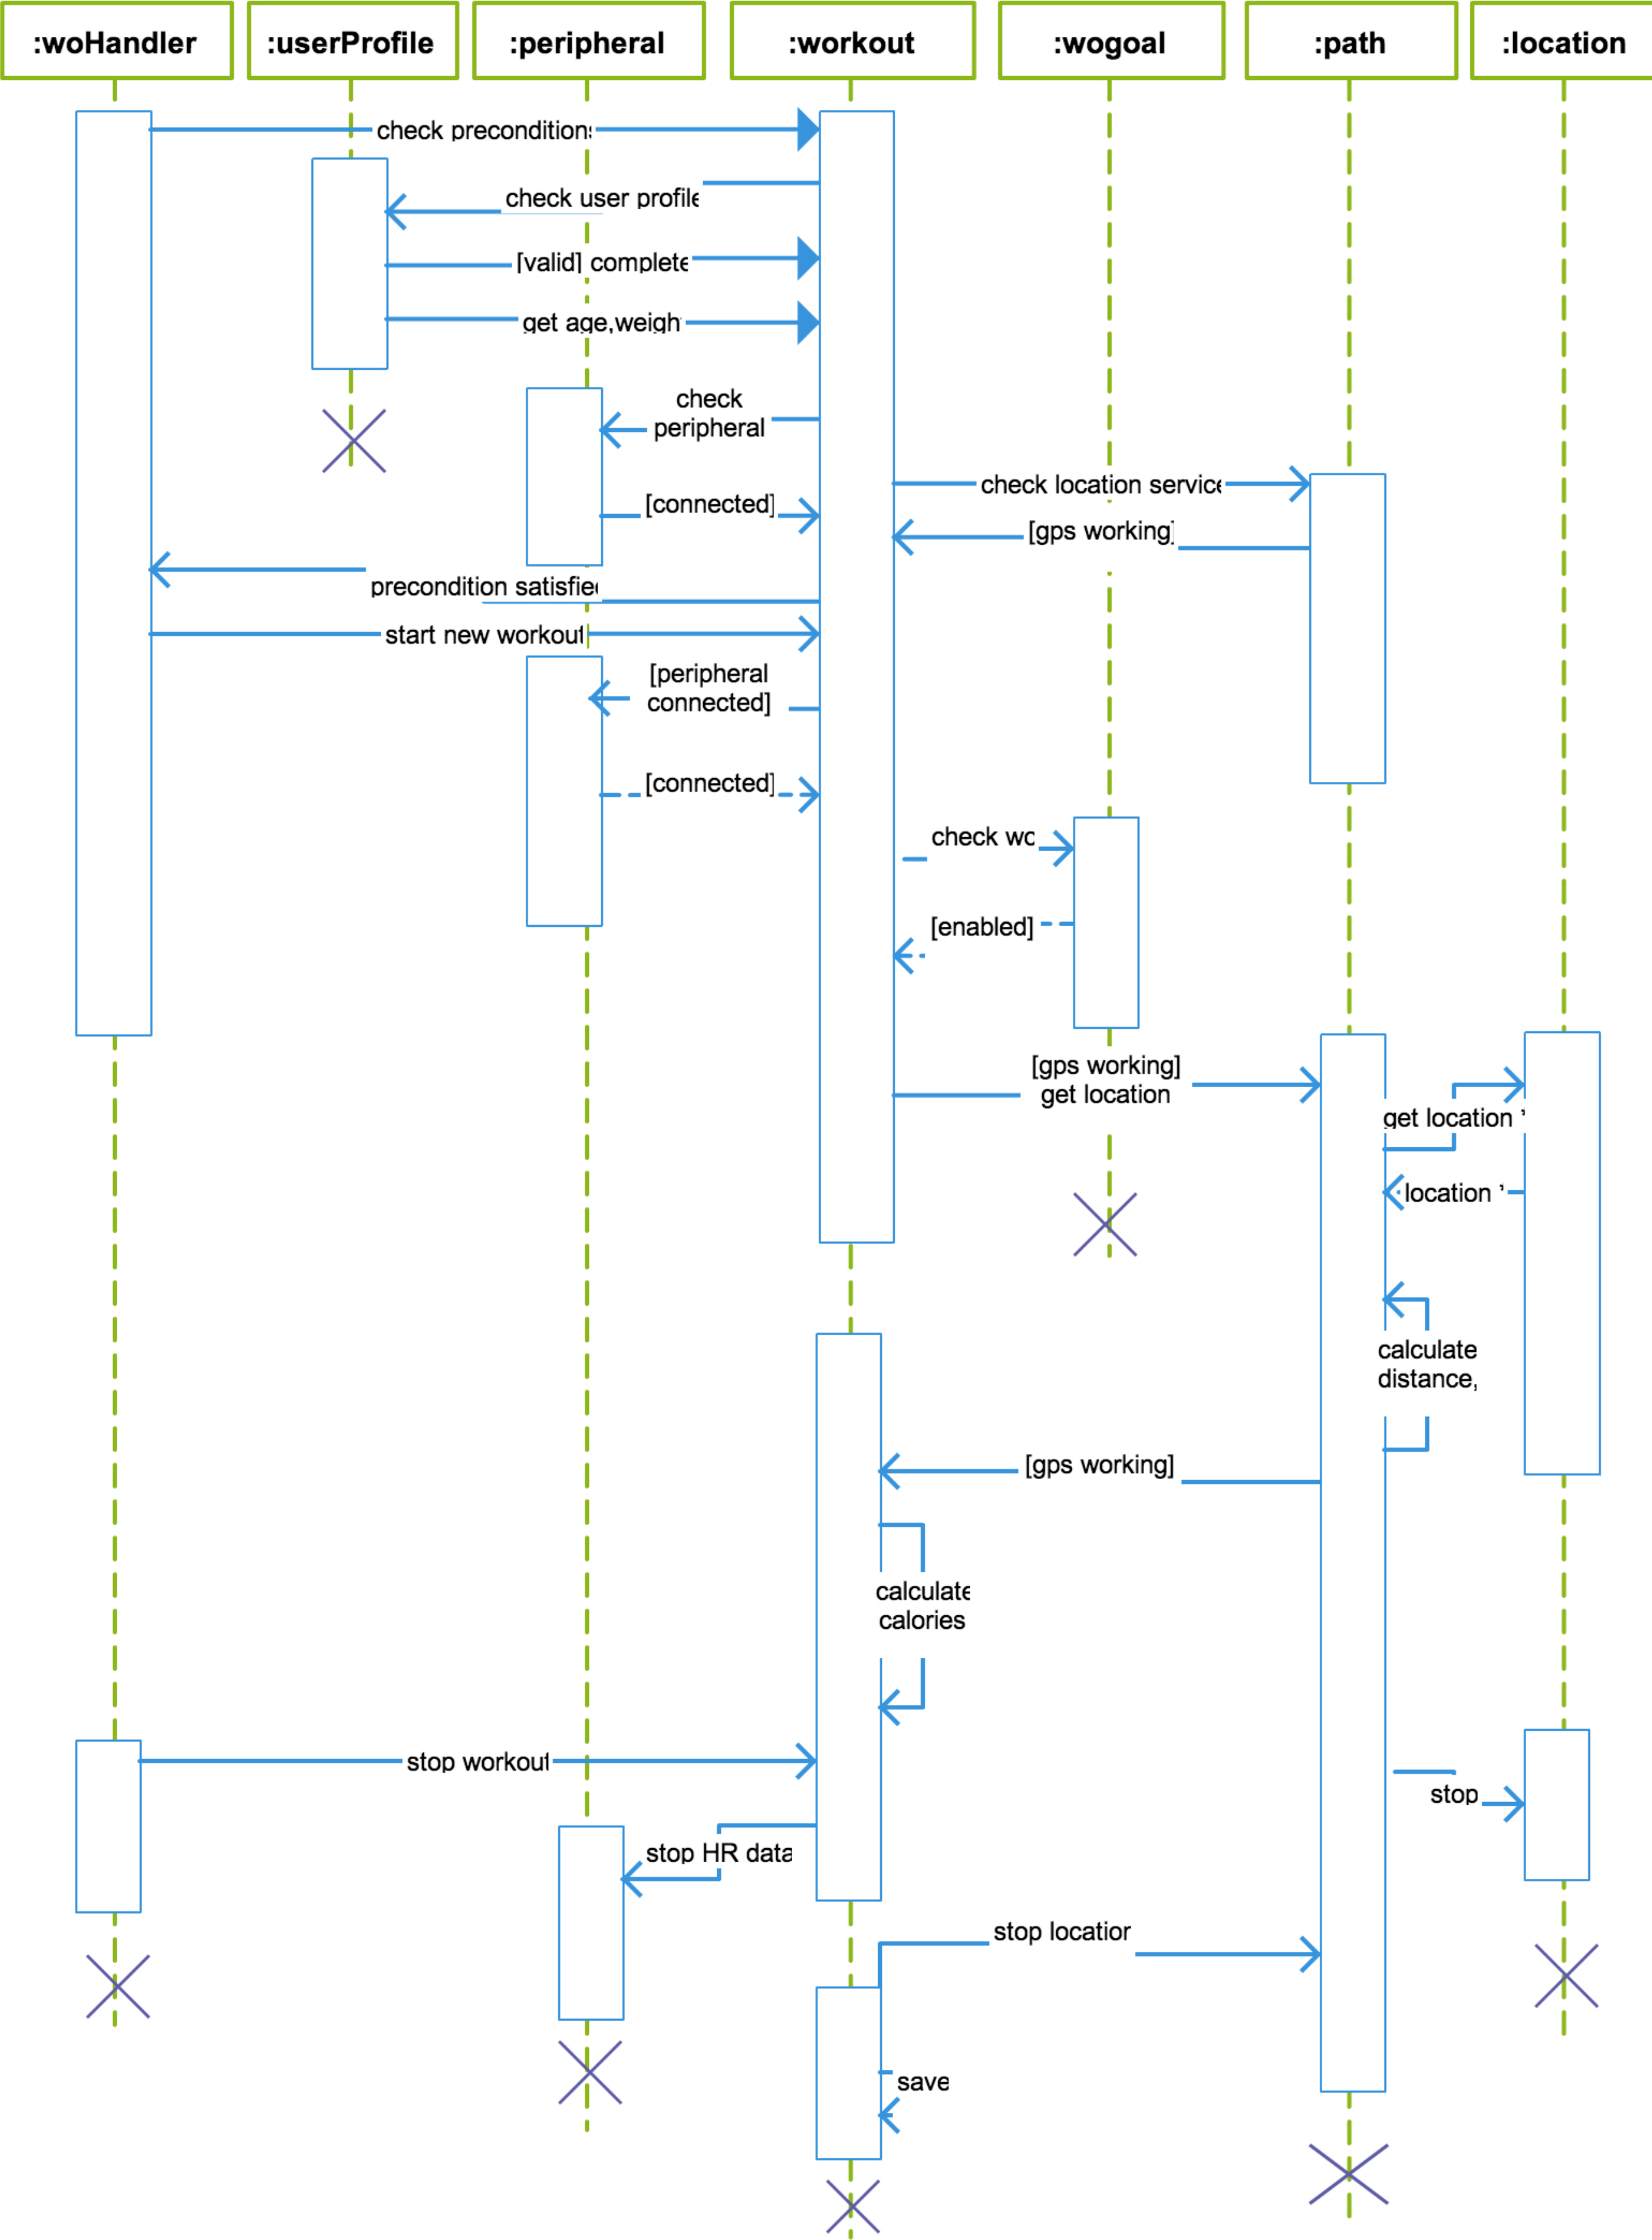 :woHandler
:userProfile
:peripheral
:workout
:wogoal
:path
:location
check precondition
check user profile
[valid] complete
get age,weigh
check
peripheral
check location service
[connected]
[gps working]
precondition satisfie
start new workout
[peripheral
connected]
[connected]
check wo
[enabled]
[gps working]
get location
get location
location
calculate
distance,
[gps working]
calculate
calories
stop workout
stop
stop HR data
stop location
save